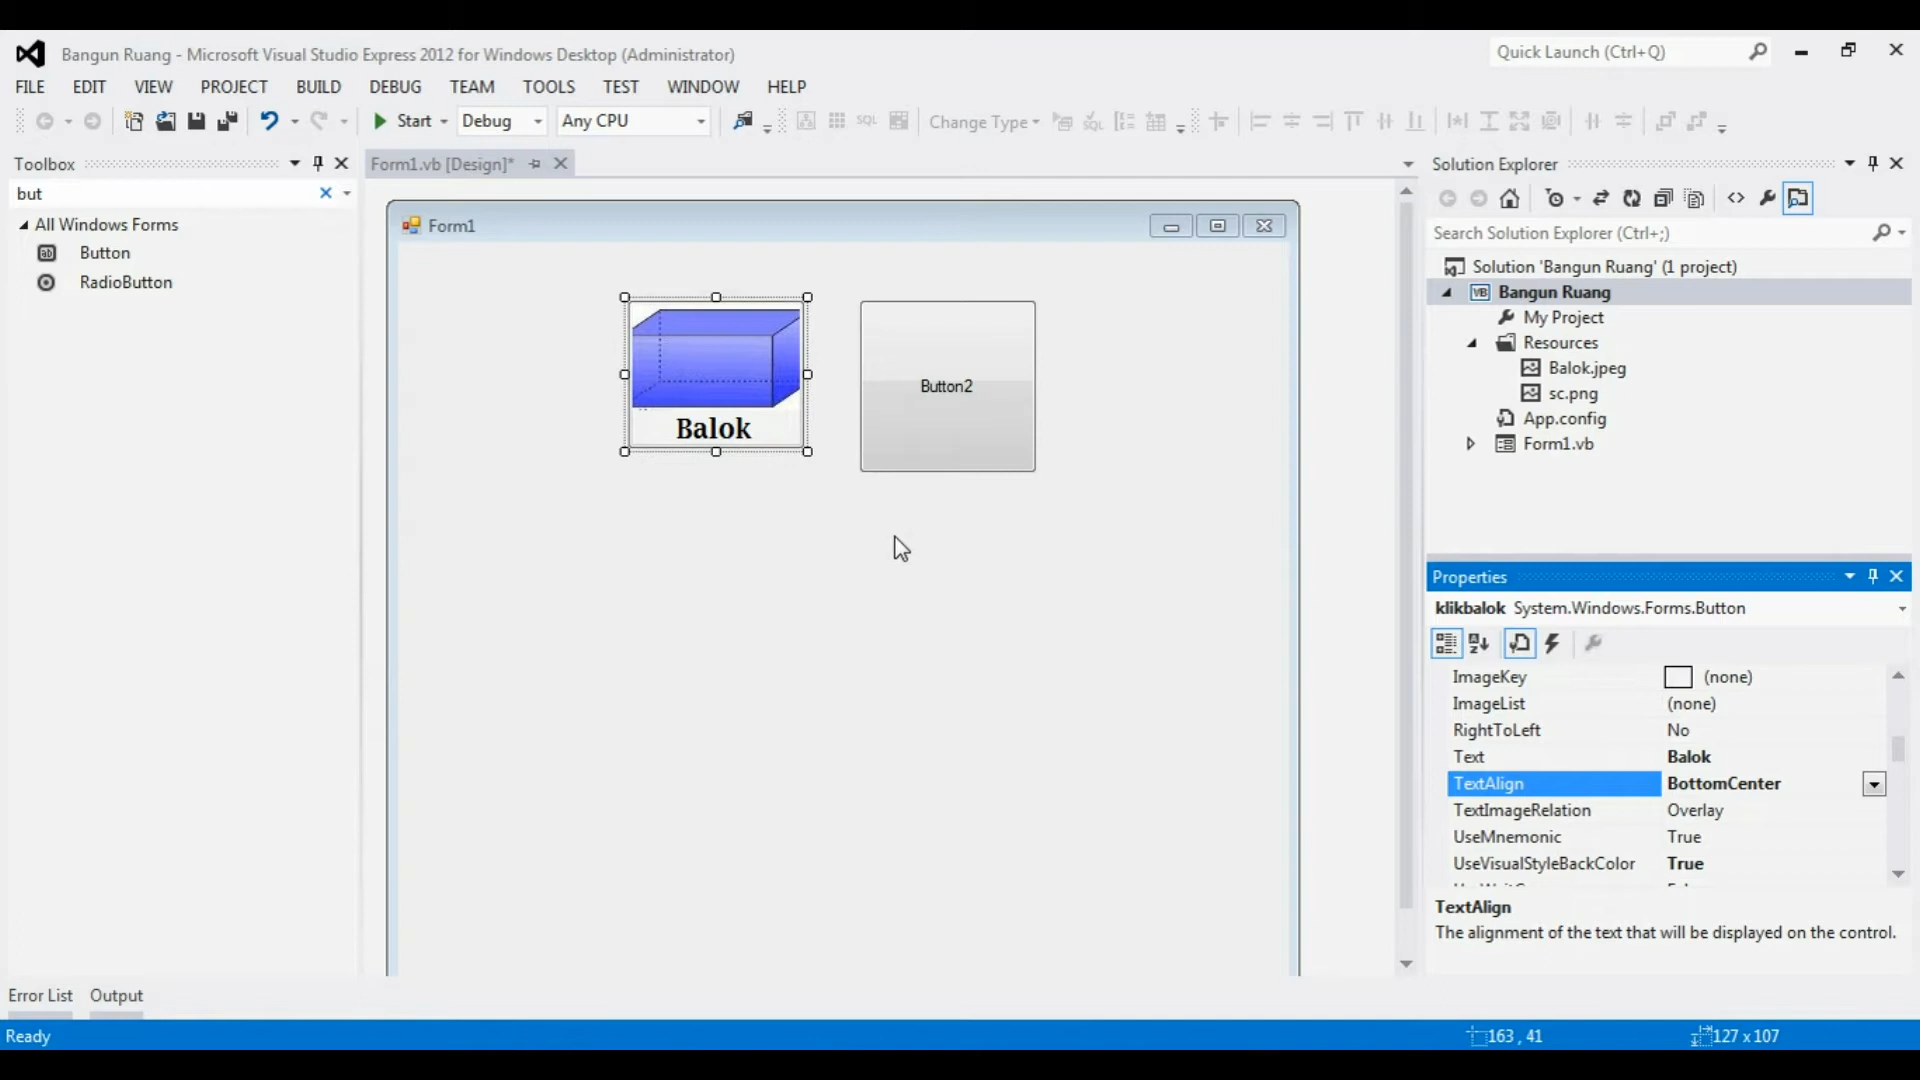 Bangun Ruang - Microsoft Visual Studio Express 2012 for Windows Desktop (Administrator)
Quick Launch (Ctrl+Q)
FILE EDIT VIEW PROJECT BUILD DEBUG TEAM TOOLS TEST WINDOW HELP
Start Debug Any CPU SQL Change Type
Toolbox
but
All Windows Forms
Button
RadioButton
Form1.vb [Design]*
Form1
Balok
Button2
Solution Explorer
Search Solution Explorer (Ctrl+;)
Solution 'Bangun Ruang' (1 project)
VB Bangun Ruang
My Project
Resources
Balok.jpeg
sc.png
App.config
Form1.vb
Properties
klikbalok System.Windows.Forms.Button
ImageKey (none)
ImageList (none)
RightToLeft No
Text Balok
TextAlign BottomCenter
TextImageRelation Overlay
UseMnemonic True
UseVisualStyleBackColor True
TextAlign
The alignment of the text that will be displayed on the control.
Error List Output
Ready
163 , 41
127 x 107